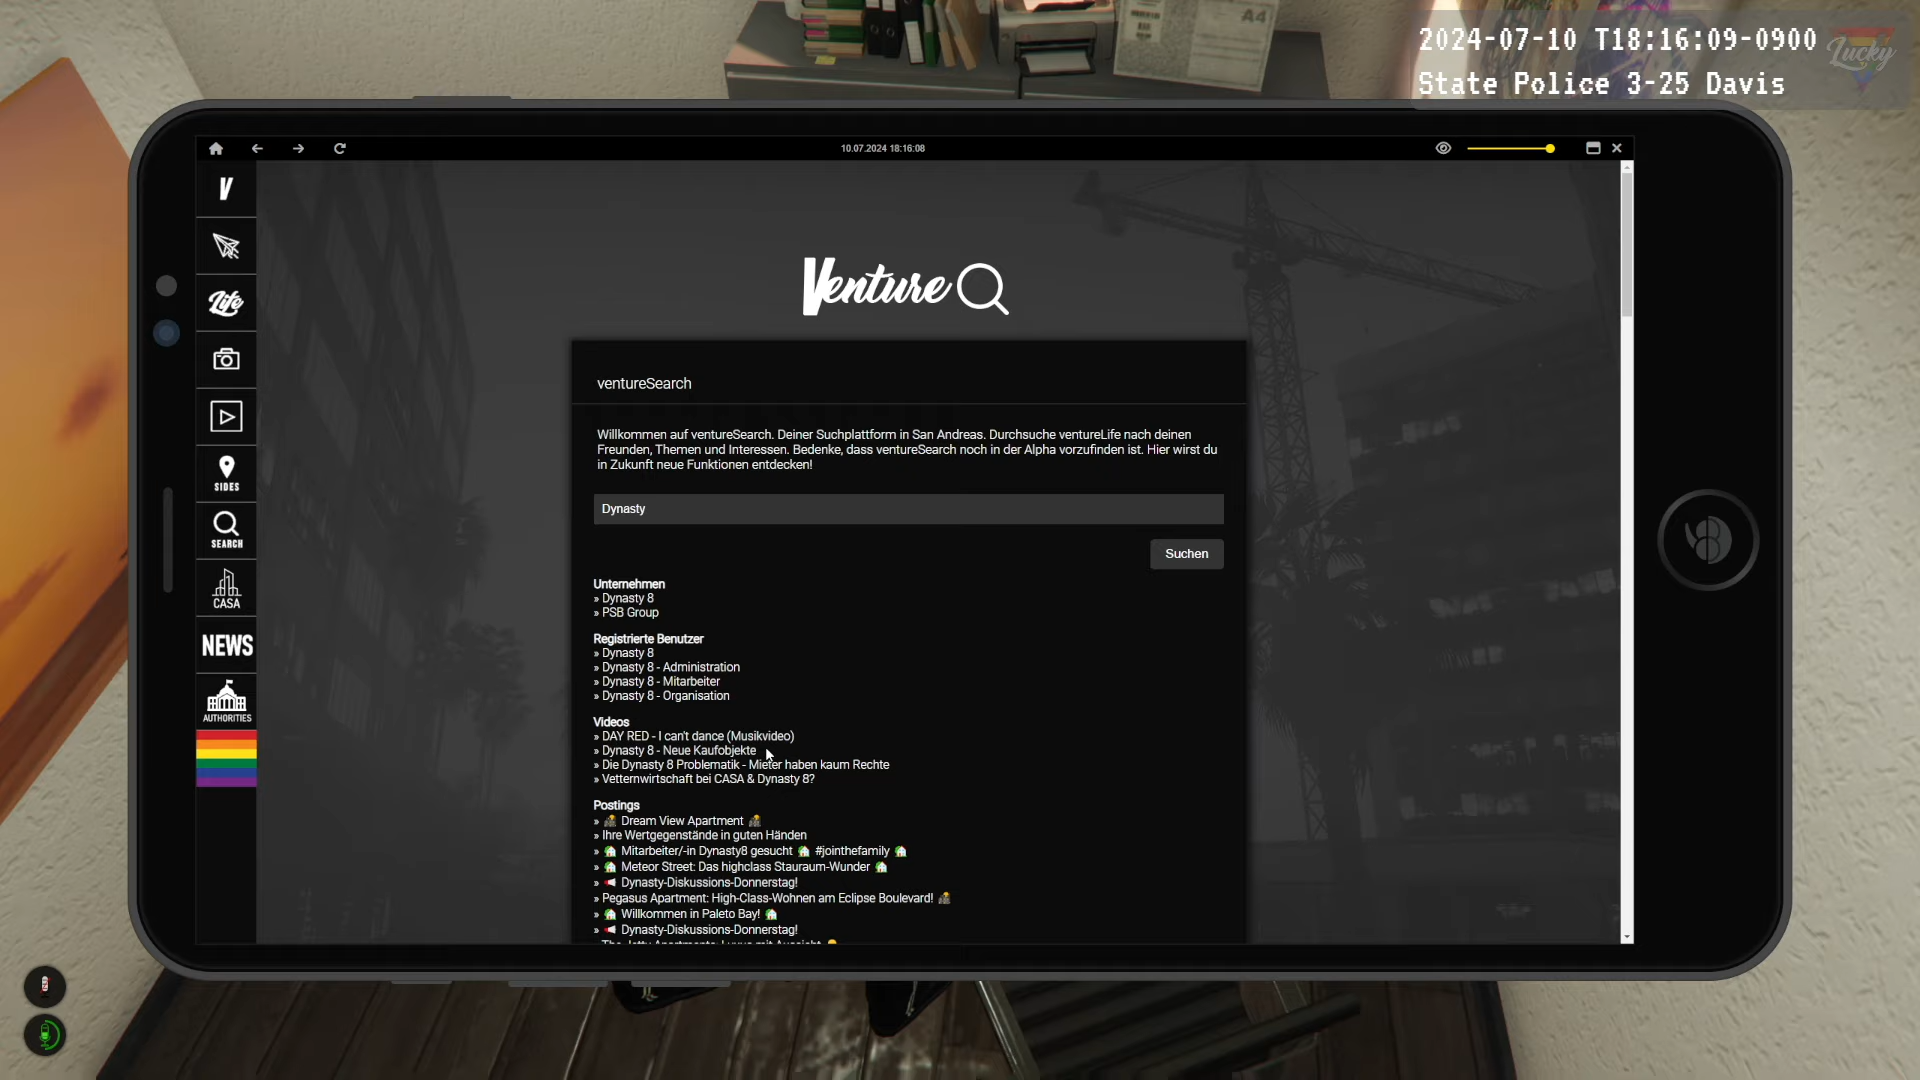 2024-07-10 T18:16:09-0900
Lucky
State Police 3-25 Davis
A4
10.07.2024 18:16:08
V
Life
SIDES
SEARCH
CASA
NEWS
AUTHORITIES
Venture
ventureSearch
Willkommen auf ventureSearch. Deiner Suchplattform in San Andreas. Durchsuche ventureLife nach deinen
Freunden, Themen und Interessen. Bedenke, dass ventureSearch noch in der Alpha vorzufinden ist. Hier wirst du
in Zukunft neue Funktionen entdecken!
Dynasty
Suchen
Unternehmen
» Dynasty 8
» PSB Group
Registrierte Benutzer
» Dynasty 8
» Dynasty 8 - Administration
» Dynasty 8 - Mitarbeiter
» Dynasty 8 - Organisation
Videos
» DAY RED - I can't dance (Musikvideo)
» Dynasty 8 - Neue Kaufobjekte
» Die Dynasty 8 Problematik - Mieter haben kaum Rechte
» Vetternwirtschaft bei CASA & Dynasty 8?
Postings
» Dream View Apartment
» Ihre Wertgegenstände in guten Händen
» Mitarbeiter/-in Dynasty8 gesucht #jointhefamily
» Meteor Street: Das highclass Stauraum-Wunder
» Dynasty-Diskussions-Donnerstag!
» Pegasus Apartment: High-Class-Wohnen am Eclipse Boulevard!
» Willkommen in Paleto Bay!
» Dynasty-Diskussions-Donnerstag!